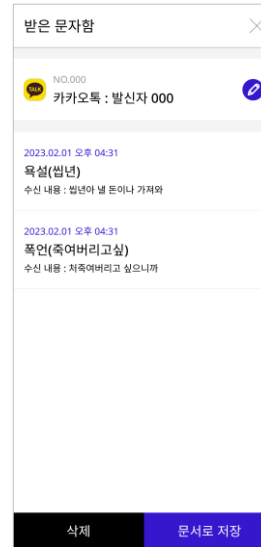 받은 문자함
TALK
NO.000
카카오톡 : 발신자 000
2023.02.01 오후 04:31
욕설(씹년)
수신 내용 : 씹년아 낼 돈이나 가져와
2023.02.01 오후 04:31
폭언(죽여버리고싶)
수신 내용 : 처죽여버리고 싶으니까
삭제
문서로 저장